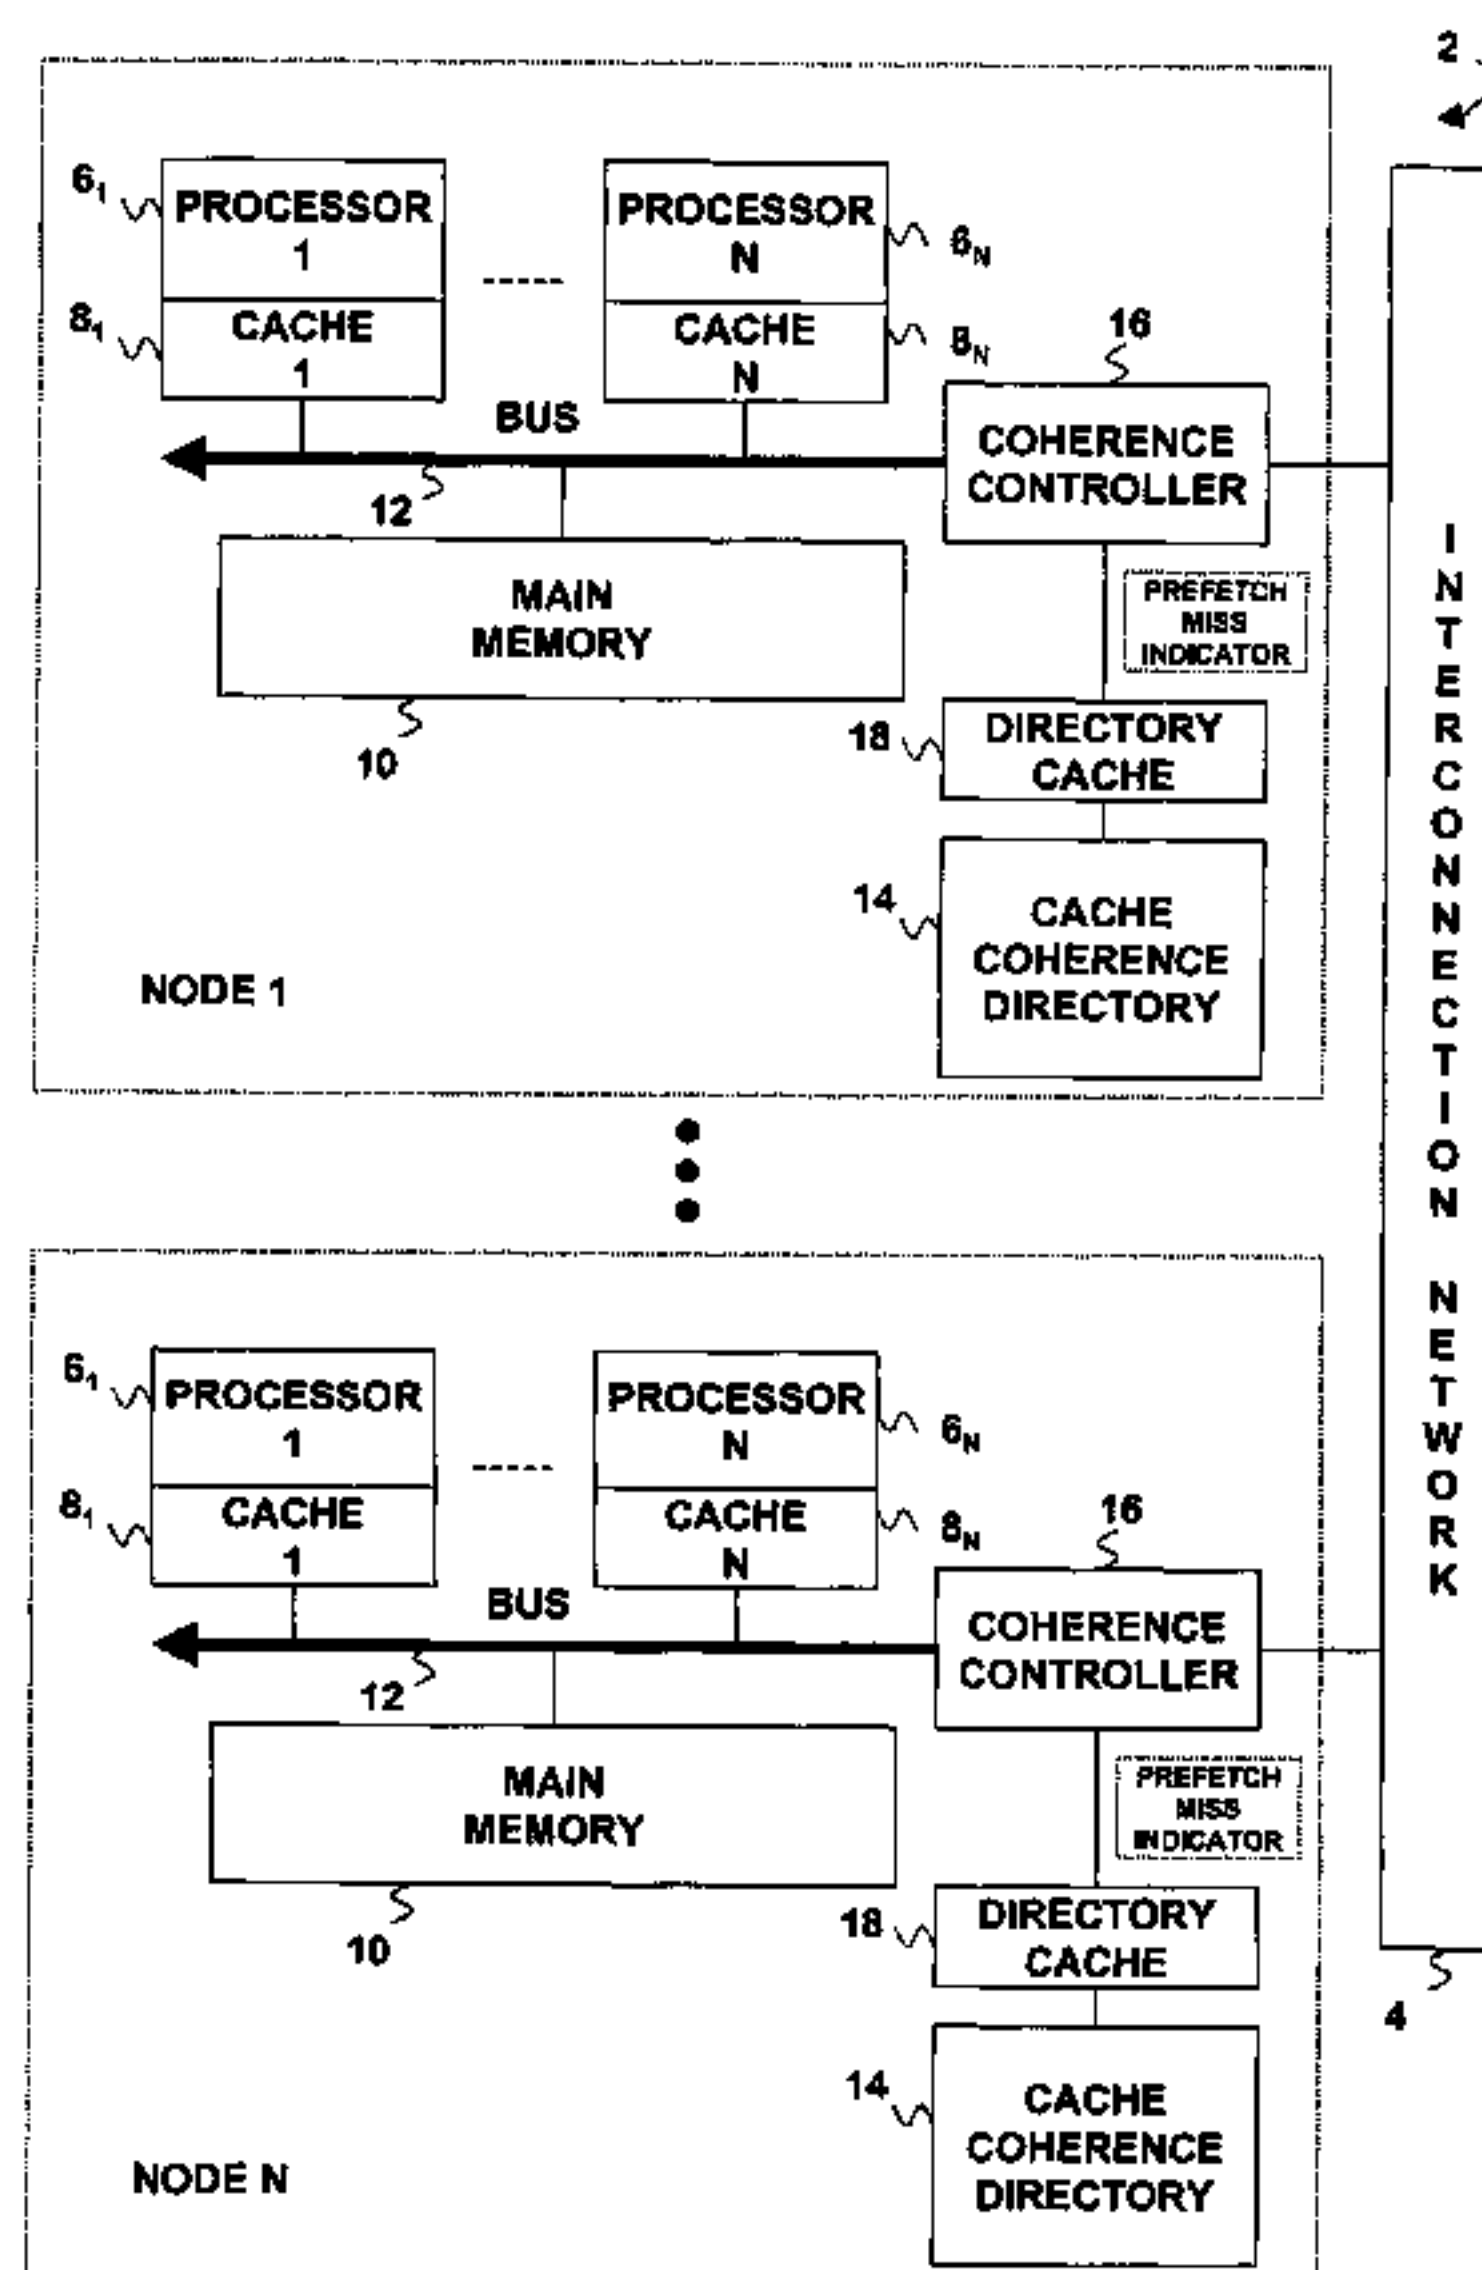 2
6₁
PROCESSOR
1
PROCESSOR
N
6N
8₁
CACHE
1
CACHE
N
8N
16
BUS
COHERENCE
CONTROLLER
12
MAIN
MEMORY
PREFETCH
MISS
INDICATOR
10
18
DIRECTORY
CACHE
14
CACHE
COHERENCE
DIRECTORY
NODE 1
INTERCONNECTION NETWORK
6₁
PROCESSOR
1
PROCESSOR
N
6N
8₁
CACHE
1
CACHE
N
8N
16
BUS
COHERENCE
CONTROLLER
12
MAIN
MEMORY
PREFETCH
MISS
INDICATOR
10
18
DIRECTORY
CACHE
4
14
CACHE
COHERENCE
DIRECTORY
NODE N